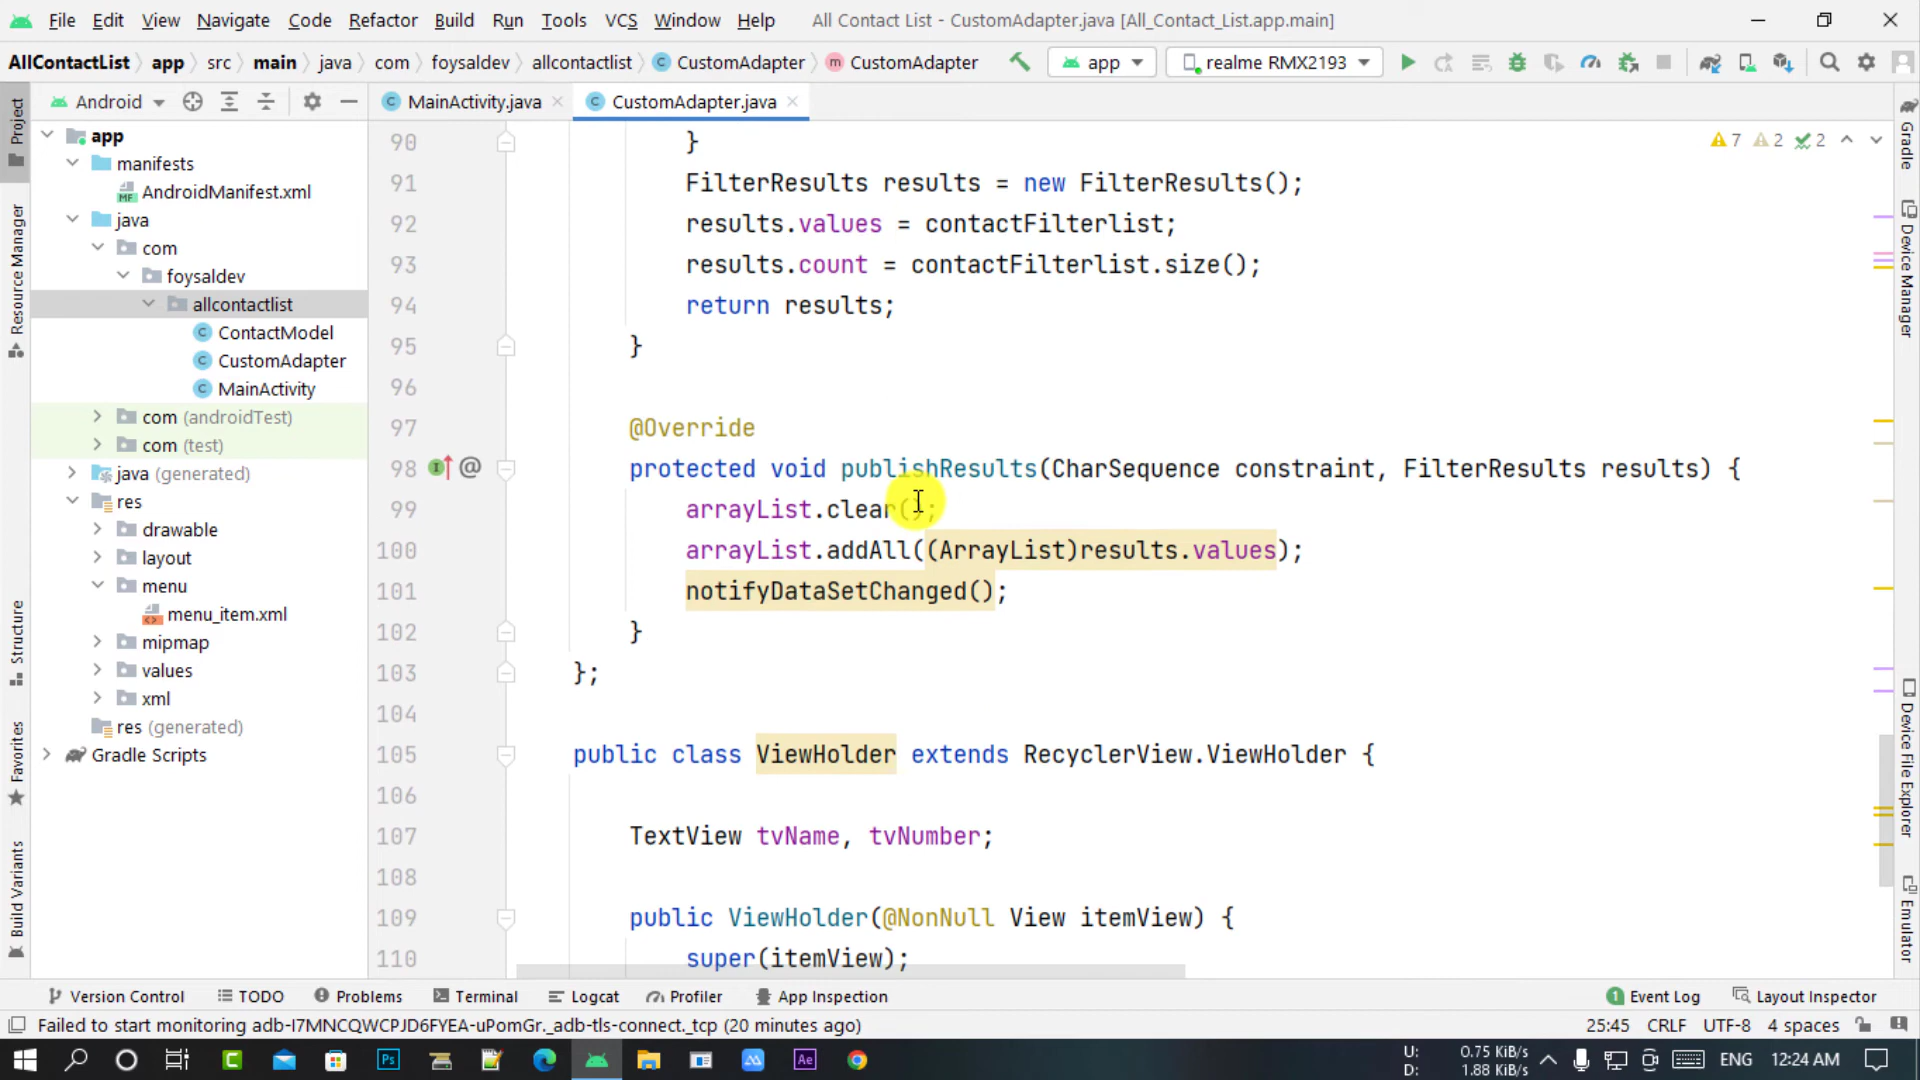 File Edit View Navigate Code Refactor Build Run Tools VCS Window Help All Contact List - CustomAdapter.java [All_Contact_List.app.main]
AllContactList app src main java com foysaldev allcontactlist CustomAdapter CustomAdapter app realme RMX2193
Android MainActivity.java CustomAdapter.java
Project
Resource Manager
Structure
Favorites
Build Variants
app
manifests
AndroidManifest.xml
java
com
foysaldev
allcontactlist
ContactModel
CustomAdapter
MainActivity
com (androidTest)
com (test)
java (generated)
res
drawable
layout
menu
menu_item.xml
mipmap
values
xml
res (generated)
Gradle Scripts
7 2 2
90 }
91 FilterResults results = new FilterResults();
92 results.values = contactFilterlist;
93 results.count = contactFilterlist.size();
94 return results;
95 }
96
97 @Override
98 @ protected void publishResults(CharSequence constraint, FilterResults results) {
99 arrayList.clear();
100 arrayList.addAll((ArrayList)results.values);
101 notifyDataSetChanged();
102 }
103 };
104
105 public class ViewHolder extends RecyclerView.ViewHolder {
106
107 TextView tvName, tvNumber;
108
109 public ViewHolder(@NonNull View itemView) {
110 super(itemView);
Gradle
Device Manager
Device File Explorer
Emulator
Version Control TODO Problems Terminal Logcat Profiler App Inspection 1 Event Log Layout Inspector
Failed to start monitoring adb-I7MNCQWCPJD6FYEA-uPomGr._adb-tls-connect._tcp (20 minutes ago) 25:45 CRLF UTF-8 4 spaces
Ps Ae U: 0.75 KiB/s ENG 12:24 AM
D: 1.88 KiB/s